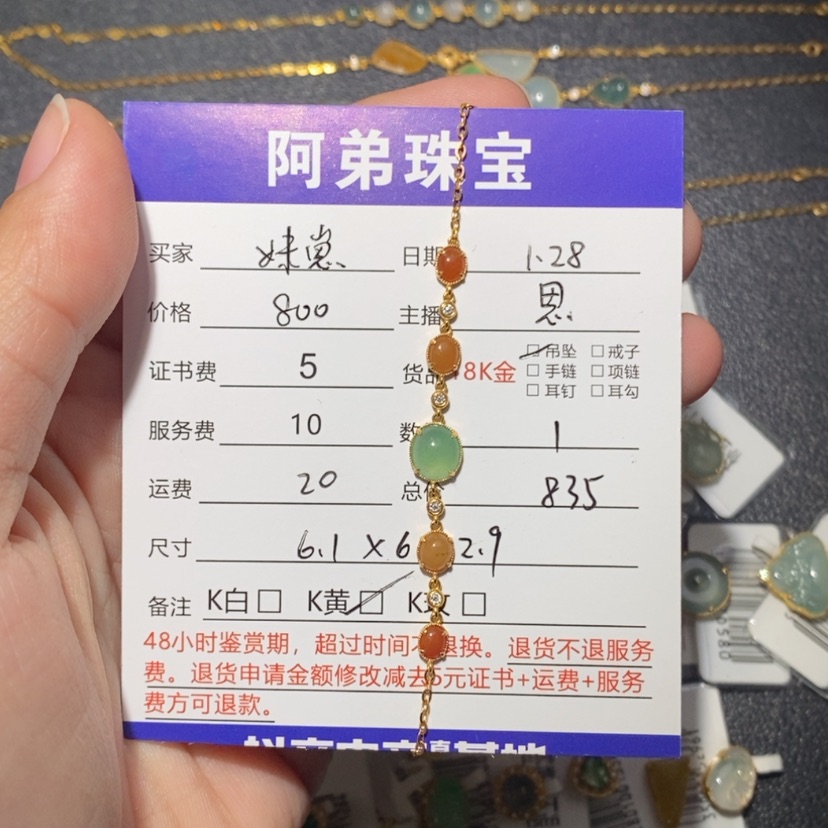 阿弟珠宝
买家 妹崽 日期 1.28
价格 800 主播 思
证书费 5 货品 18K金 □吊坠 □戒子
□手链 □项链
□耳钉 □耳勾
服务费 10 数 1
运费 20 总价 835
尺寸 6.1×6 2.9
备注 K白□ K黄□ K玫□
48小时鉴赏期，超过时间不退换。退货不退服务
费。退货申请金额修改减去5元证书+运费+服务
费方可退款。